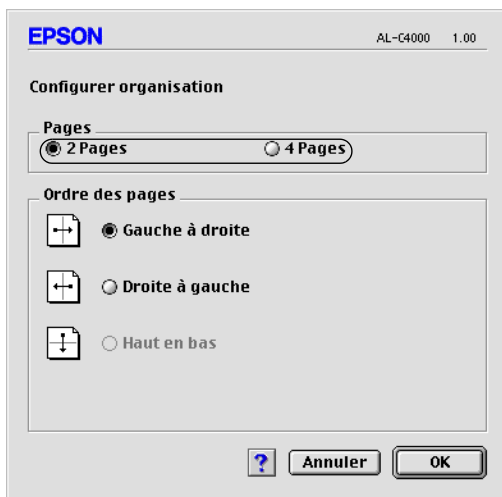 EPSON AL-C4000 1.00
Configurer organisation
Pages
2 Pages 4 Pages
Ordre des pages
Gauche à droite
Droite à gauche
Haut en bas
? Annuler OK